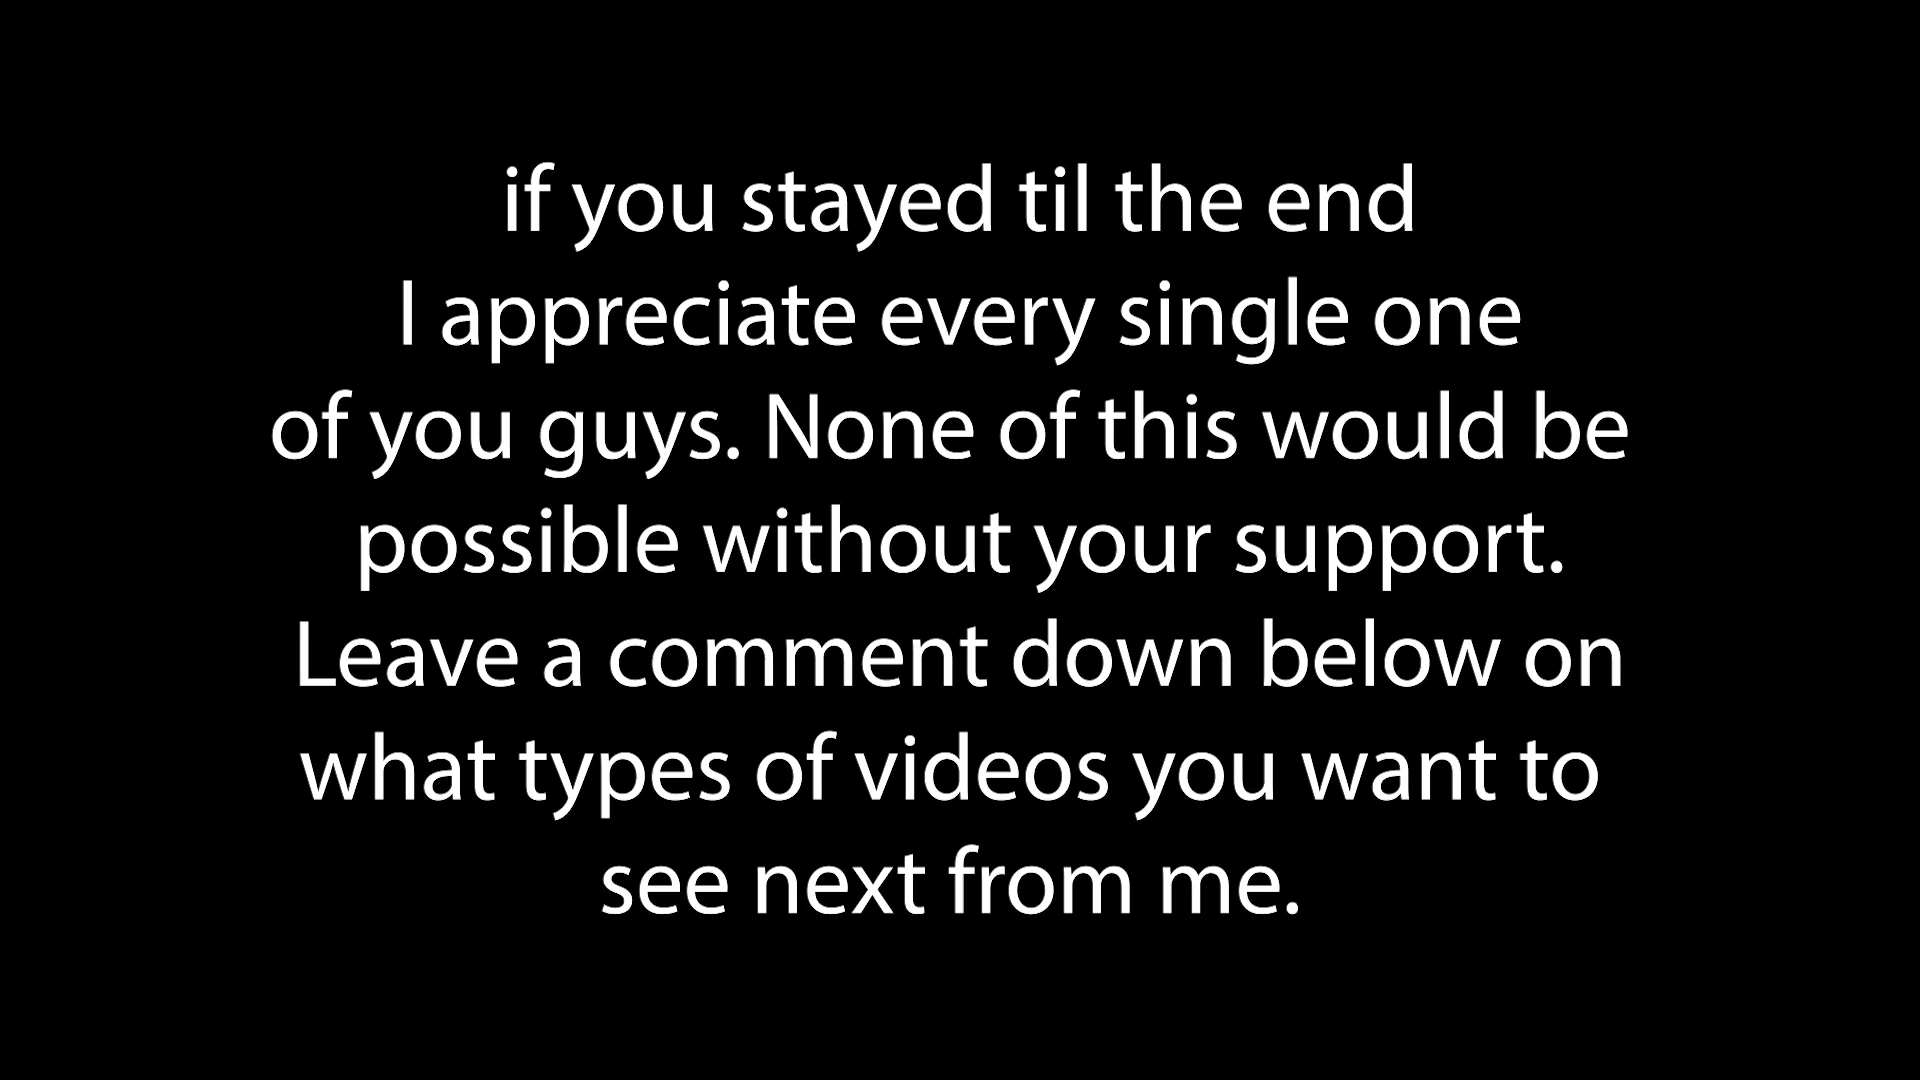 if you stayed til the end
I appreciate every single one
of you guys. None of this would be
possible without your support.
Leave a comment down below on
what types of videos you want to
see next from me.